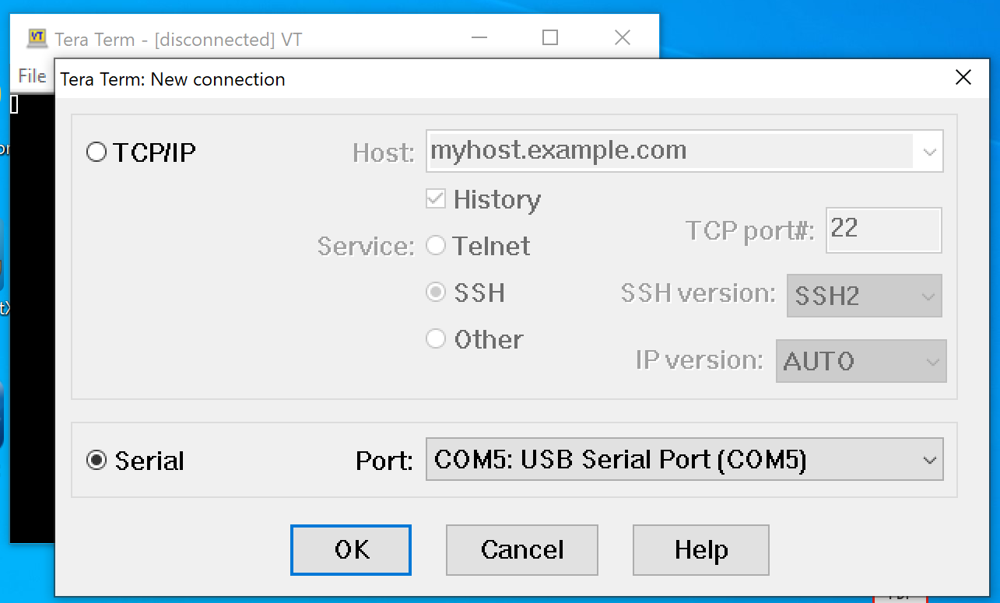 VT Tera Term - [disconnected] VT
File
Tera Term: New connection
TCP/IP Host: myhost.example.com
History
TCP port#: 22
Service: Telnet
SSH SSH version: SSH2
Other
IP version: AUTO
Serial Port: COM5: USB Serial Port (COM5)
OK Cancel Help